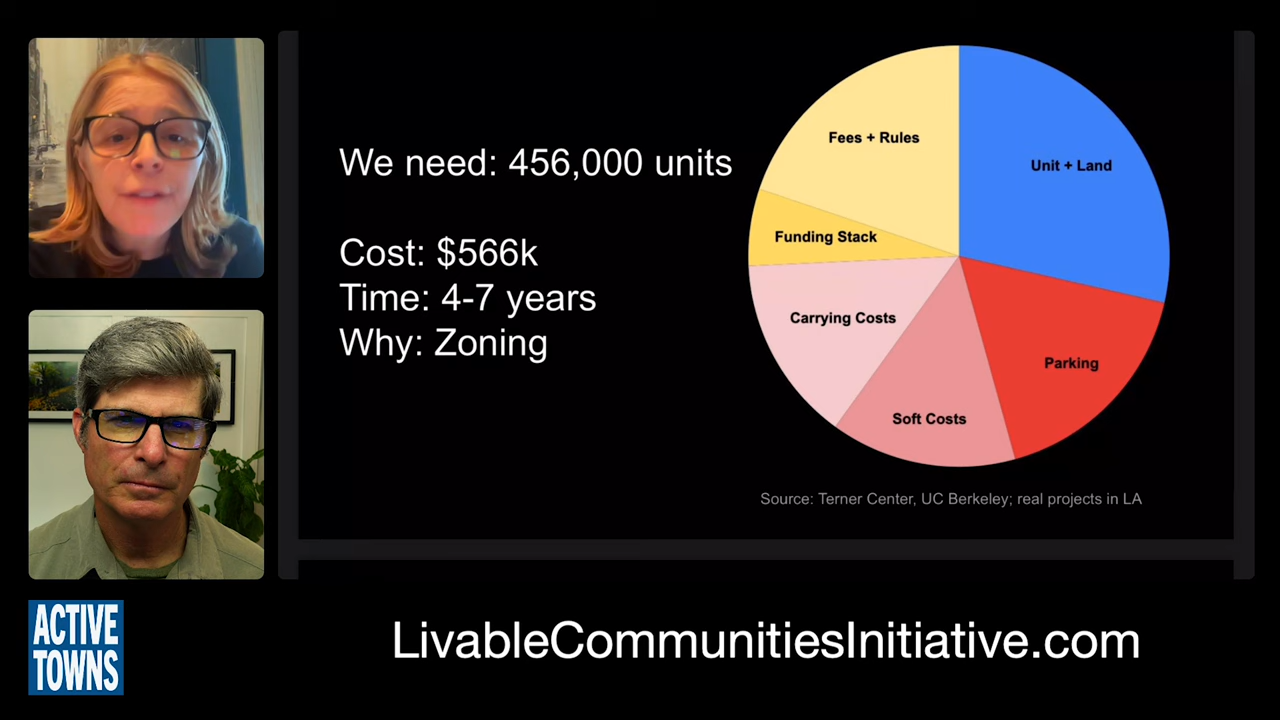 We need: 456,000 units
Cost: $566k
Time: 4-7 years
Why: Zoning
Fees + Rules
Unit + Land
Funding Stack
Carrying Costs
Parking
Soft Costs
Source: Terner Center, UC Berkeley; real projects in LA
ACTIVE
TOWNS
LivableCommunitiesInitiative.com